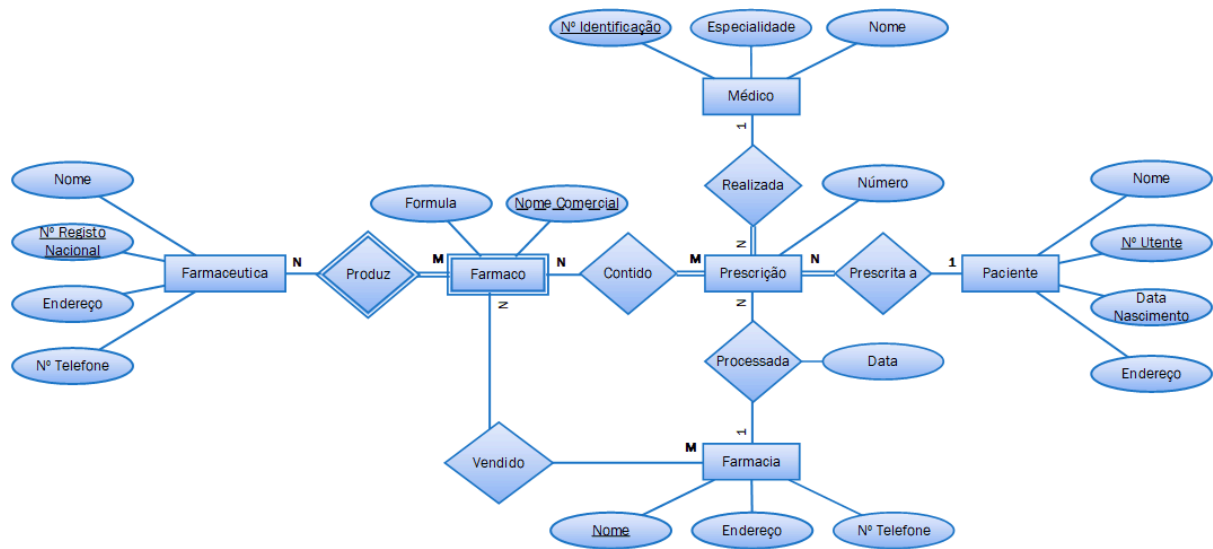 Nº Identificação
Especialidade
Nome
Médico
1
Realizada
Número
N
Nome
Nº Registo
Nacional
Endereço
Nº Telefone
Farmaceutica
N
Produz
M
Formula
Nome Comercial
Farmaco
N
N
Contido
M
Prescrição
N
Prescrita a
1
Paciente
Nome
Nº Utente
Data
Nascimento
Endereço
N
Processada
Data
1
Vendido
M
Farmacia
Nome
Endereço
Nº Telefone